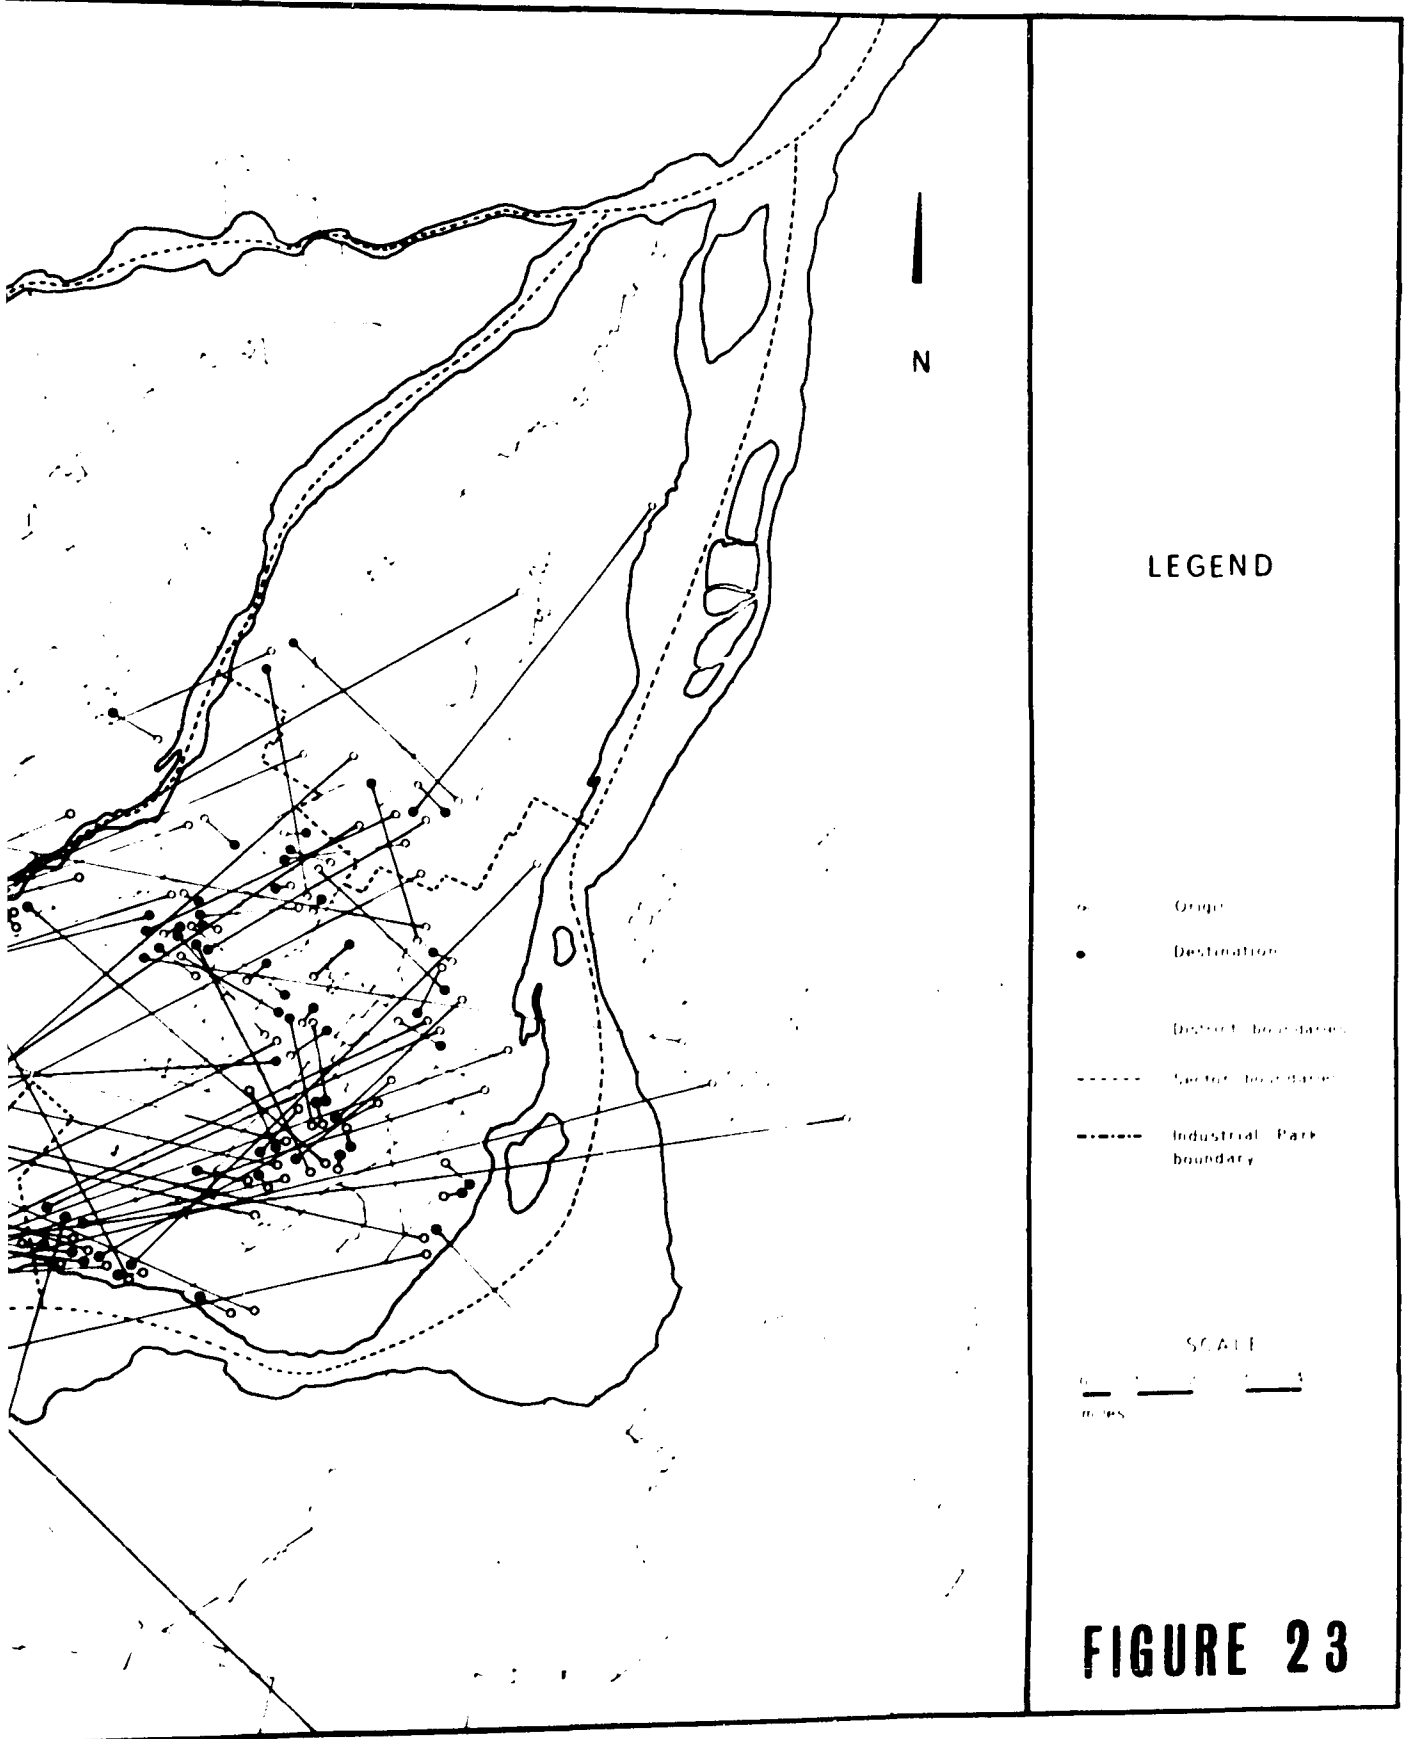 N
LEGEND
Origin
Destination
District boundaries
Sector boundaries
Industrial Park
boundary
SCALE
miles
FIGURE 23